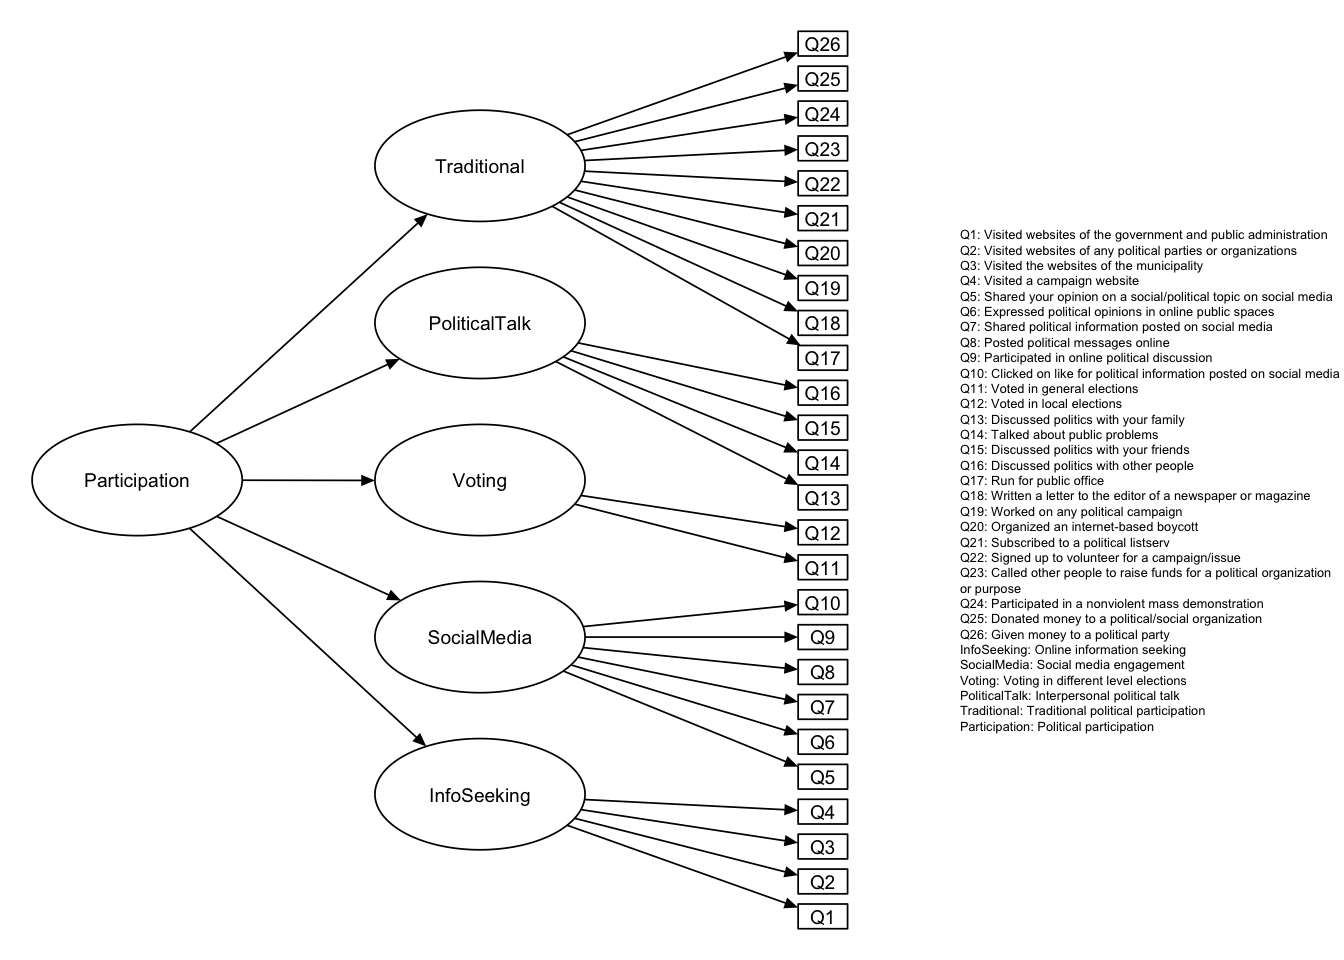 Participation
Traditional
PoliticalTalk
Voting
SocialMedia
InfoSeeking
Q26
Q25
Q24
Q23
Q22
Q21
Q20
Q19
Q18
Q17
Q16
Q15
Q14
Q13
Q12
Q11
Q10
Q9
Q8
Q7
Q6
Q5
Q4
Q3
Q2
Q1
Q1: Visited websites of the government and public administration
Q2: Visited websites of any political parties or organizations
Q3: Visited the websites of the municipality
Q4: Visited a campaign website
Q5: Shared your opinion on a social/political topic on social media
Q6: Expressed political opinions in online public spaces
Q7: Shared political information posted on social media
Q8: Posted political messages online
Q9: Participated in online political discussion
Q10: Clicked on like for political information posted on social media
Q11: Voted in general elections
Q12: Voted in local elections
Q13: Discussed politics with your family
Q14: Talked about public problems
Q15: Discussed politics with your friends
Q16: Discussed politics with other people
Q17: Run for public office
Q18: Written a letter to the editor of a newspaper or magazine
Q19: Worked on any political campaign
Q20: Organized an internet-based boycott
Q21: Subscribed to a political listserv
Q22: Signed up to volunteer for a campaign/issue
Q23: Called other people to raise funds for a political organization
or purpose
Q24: Participated in a nonviolent mass demonstration
Q25: Donated money to a political/social organization
Q26: Given money to a political party
InfoSeeking: Online information seeking
SocialMedia: Social media engagement
Voting: Voting in different level elections
PoliticalTalk: Interpersonal political talk
Traditional: Traditional political participation
Participation: Political participation